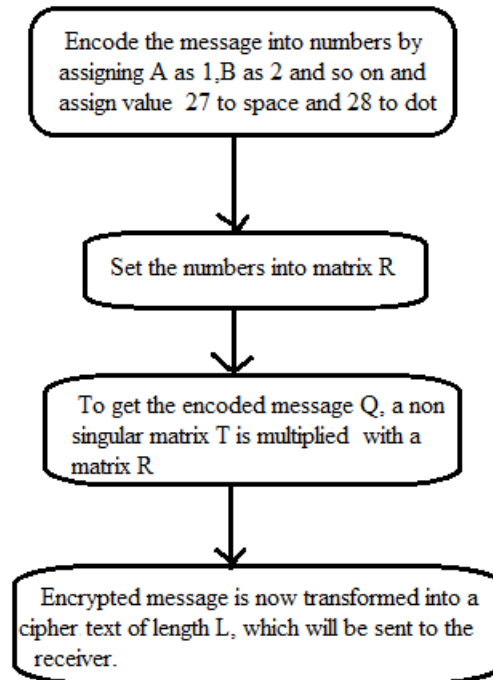 Encode the message into numbers by
assigning A as 1,B as 2 and so on and
assign value 27 to space and 28 to dot
Set the numbers into matrix R
To get the encoded message Q, a non
singular matrix T is multiplied with a
matrix R
Encrypted message is now transformed into a
cipher text of length L, which will be sent to the
receiver.